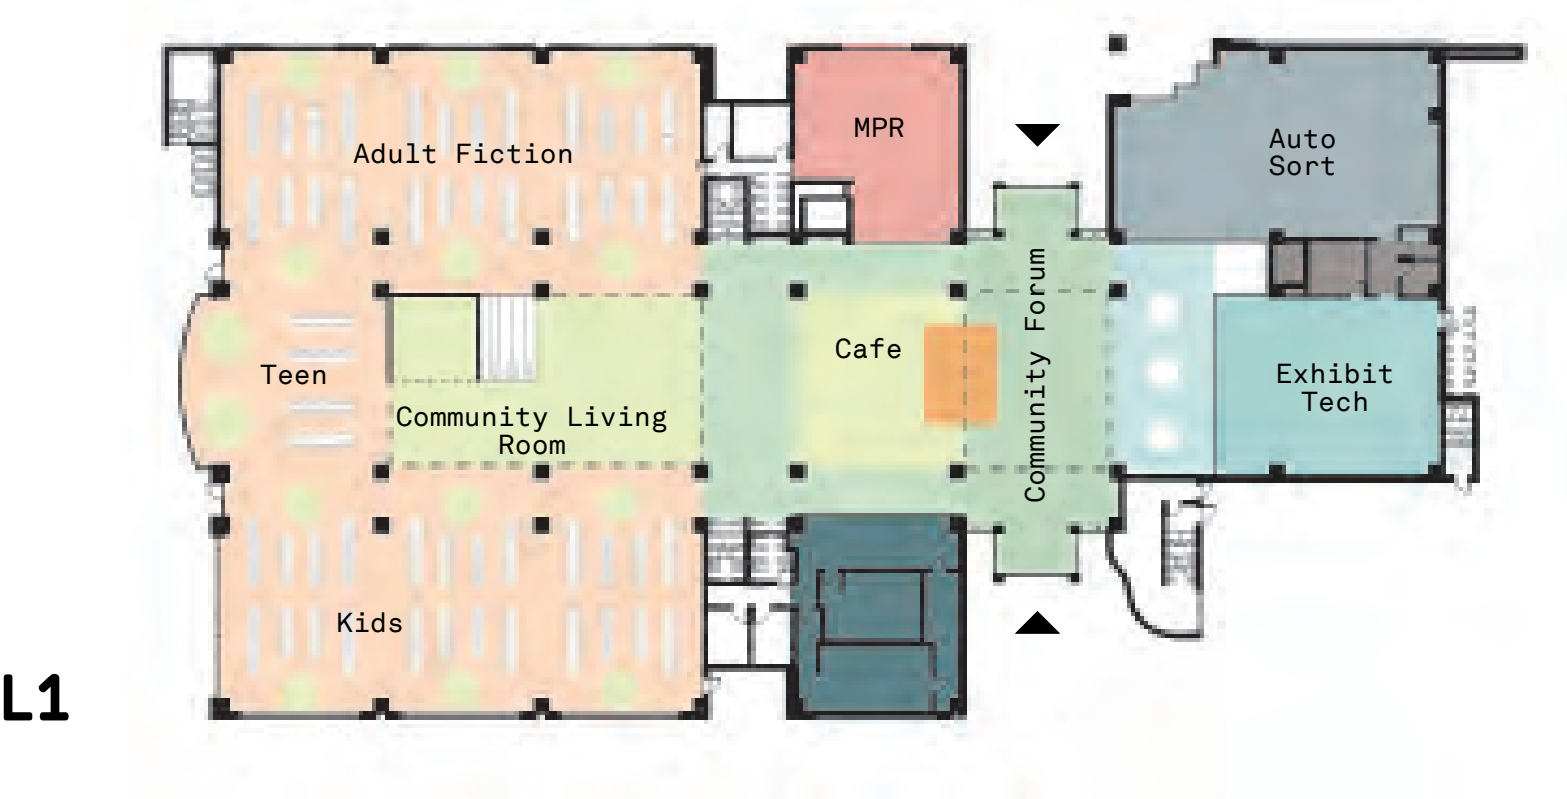 MPR
Auto
Sort
Adult Fiction
Community Forum
Cafe
Teen
Exhibit
Tech
Community Living
Room
Kids
L1